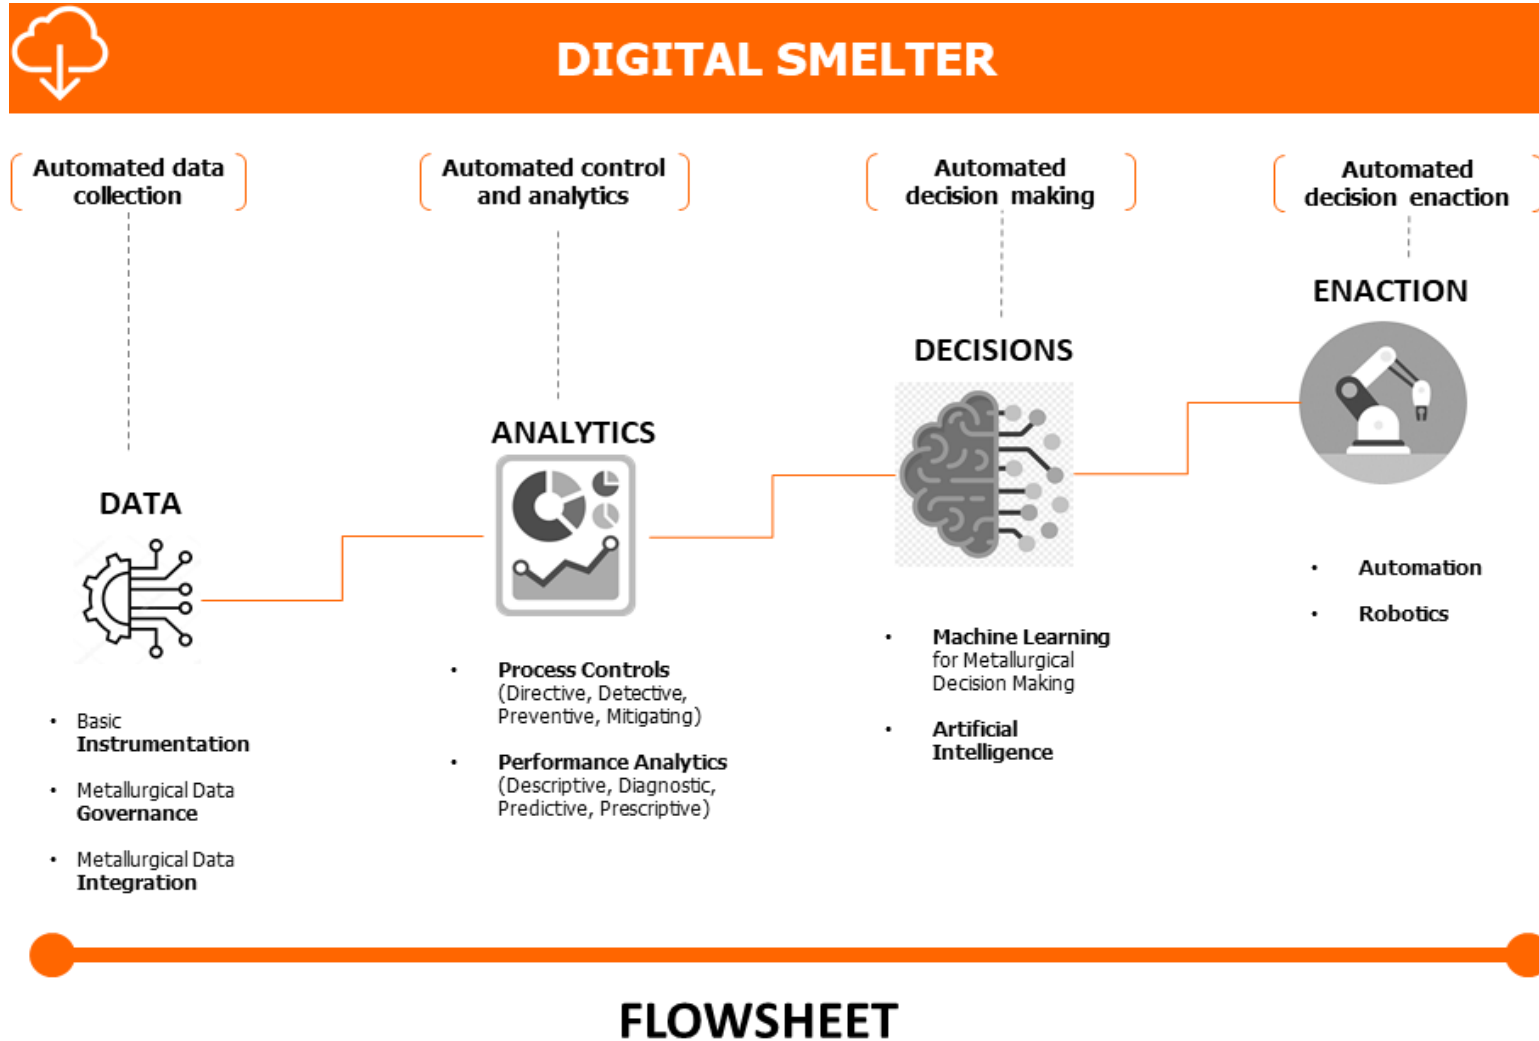 DIGITAL SMELTER
Automated data
collection
Automated control
and analytics
Automated
decision making
Automated
decision enaction
DATA
• Basic
Instrumentation
• Metallurgical Data
Governance
• Metallurgical Data
Integration
ANALYTICS
• Process Controls
(Directive, Detective,
Preventive, Mitigating)
• Performance Analytics
(Descriptive, Diagnostic,
Predictive, Prescriptive)
DECISIONS
• Machine Learning
for Metallurgical
Decision Making
• Artificial
Intelligence
ENACTION
• Automation
• Robotics
FLOWSHEET